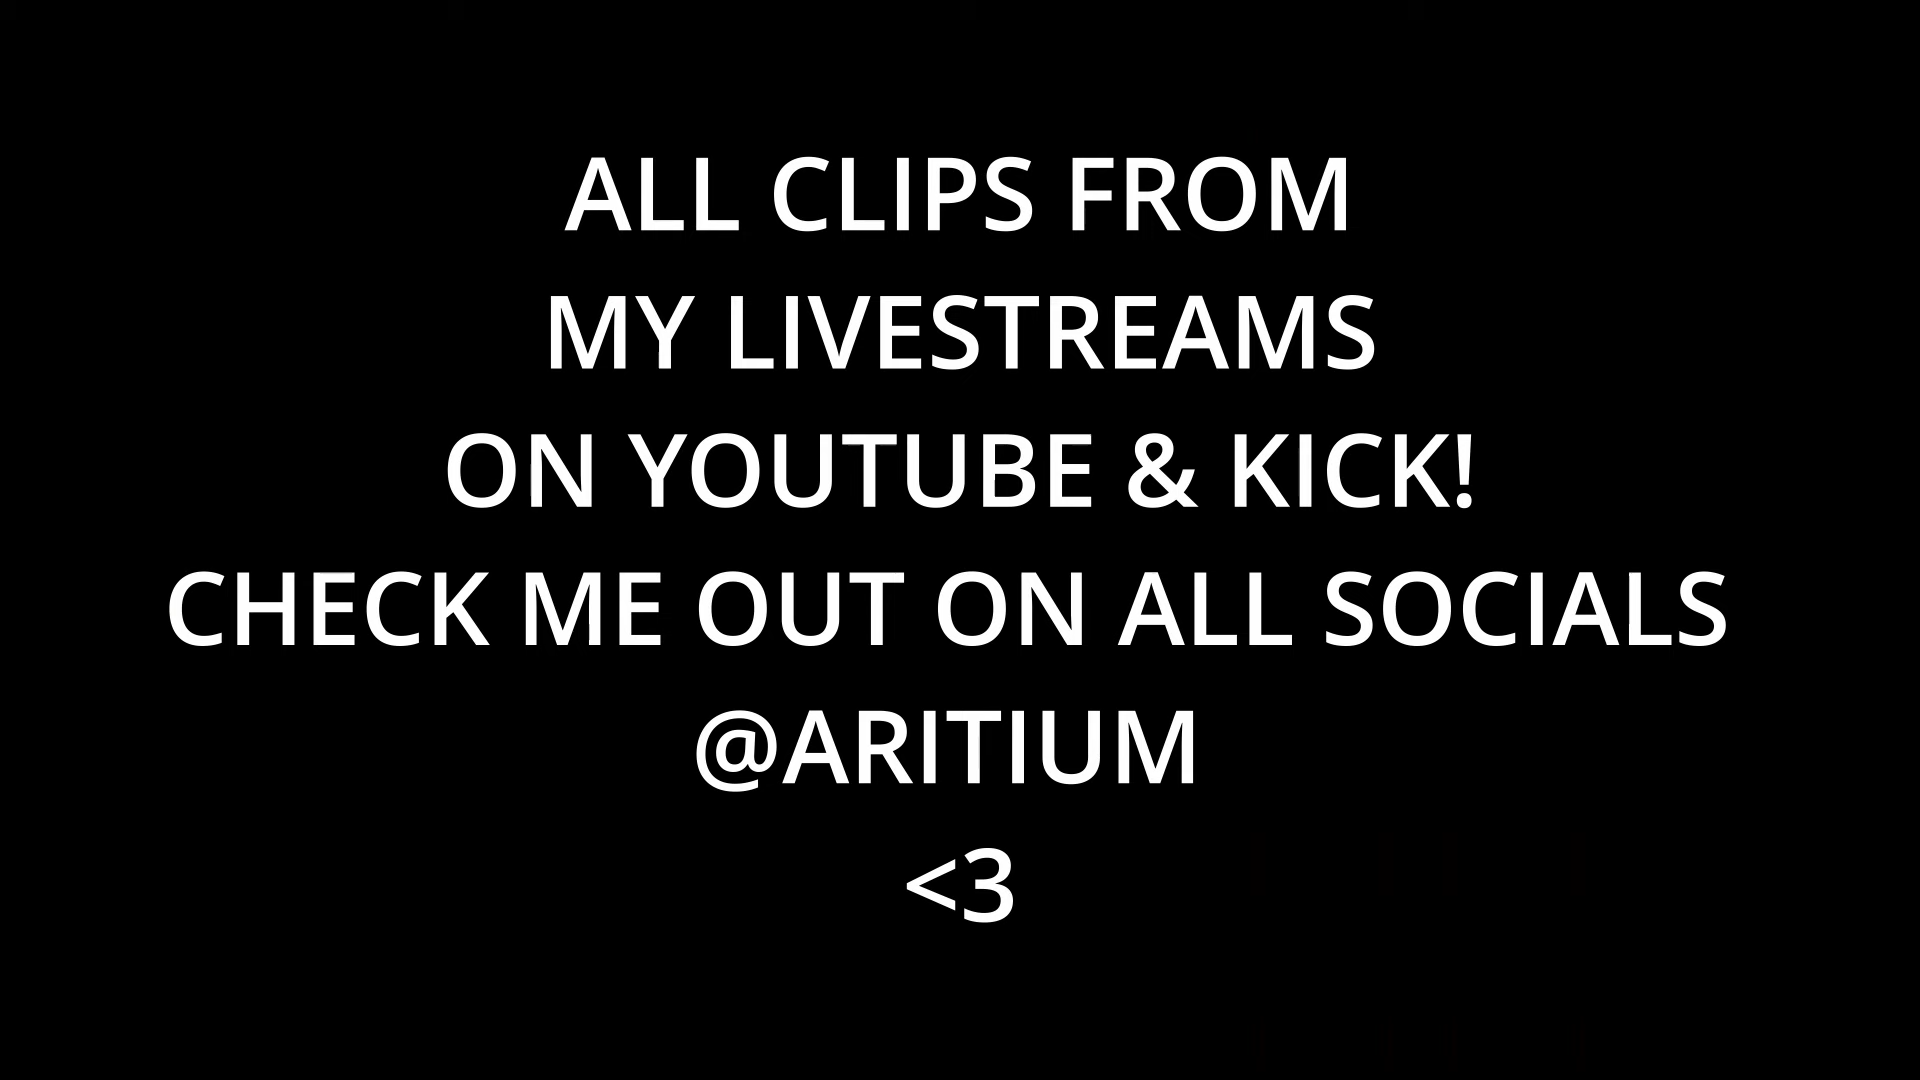 ALL CLIPS FROM
MY LIVESTREAMS
ON YOUTUBE & KICK!
CHECK ME OUT ON ALL SOCIALS
@ARITIUM
<3